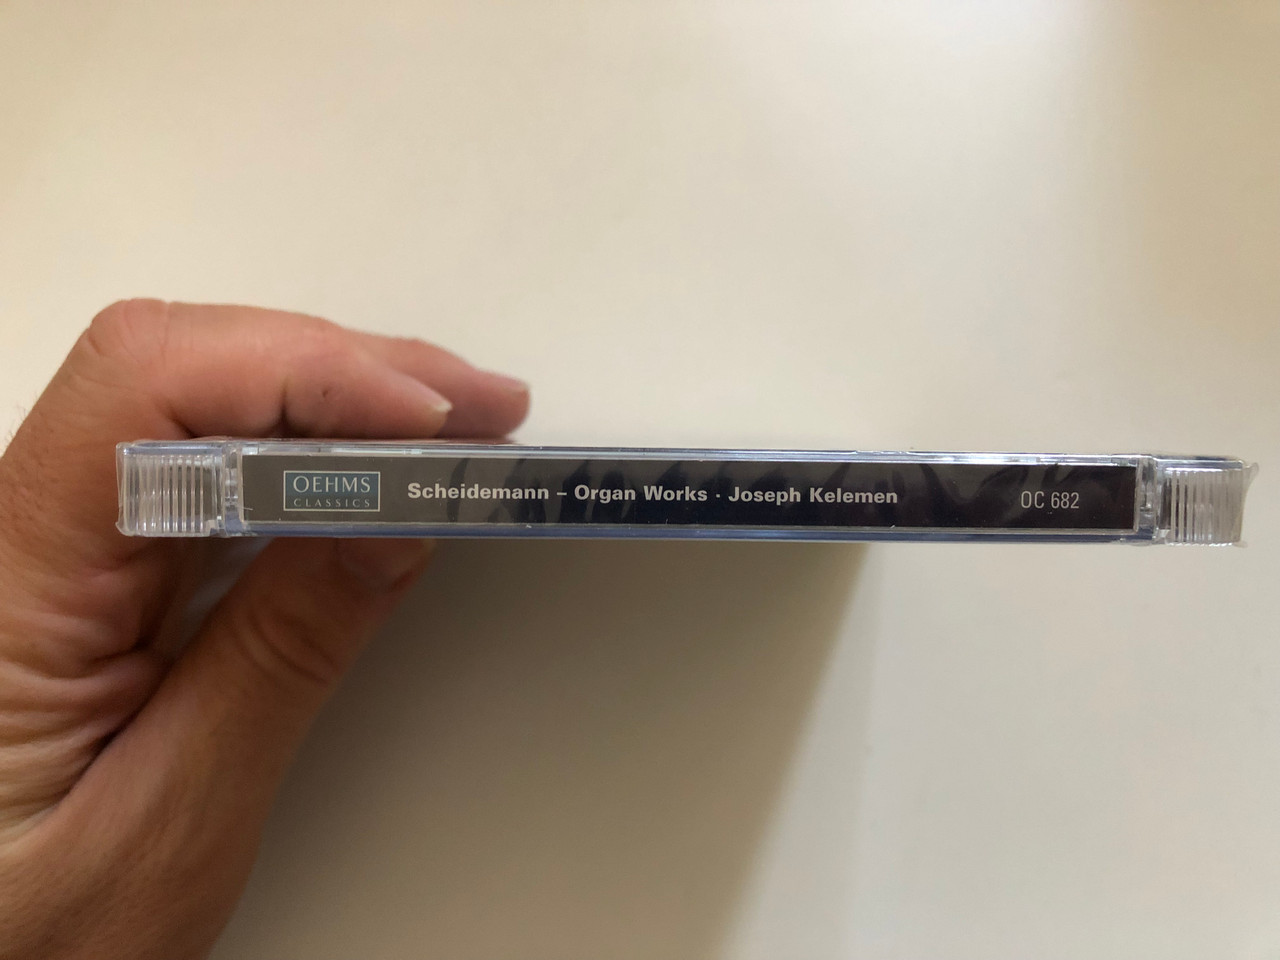 OEHMS
CLASSICS
Scheidemann – Organ Works · Joseph Kelemen
OC 682